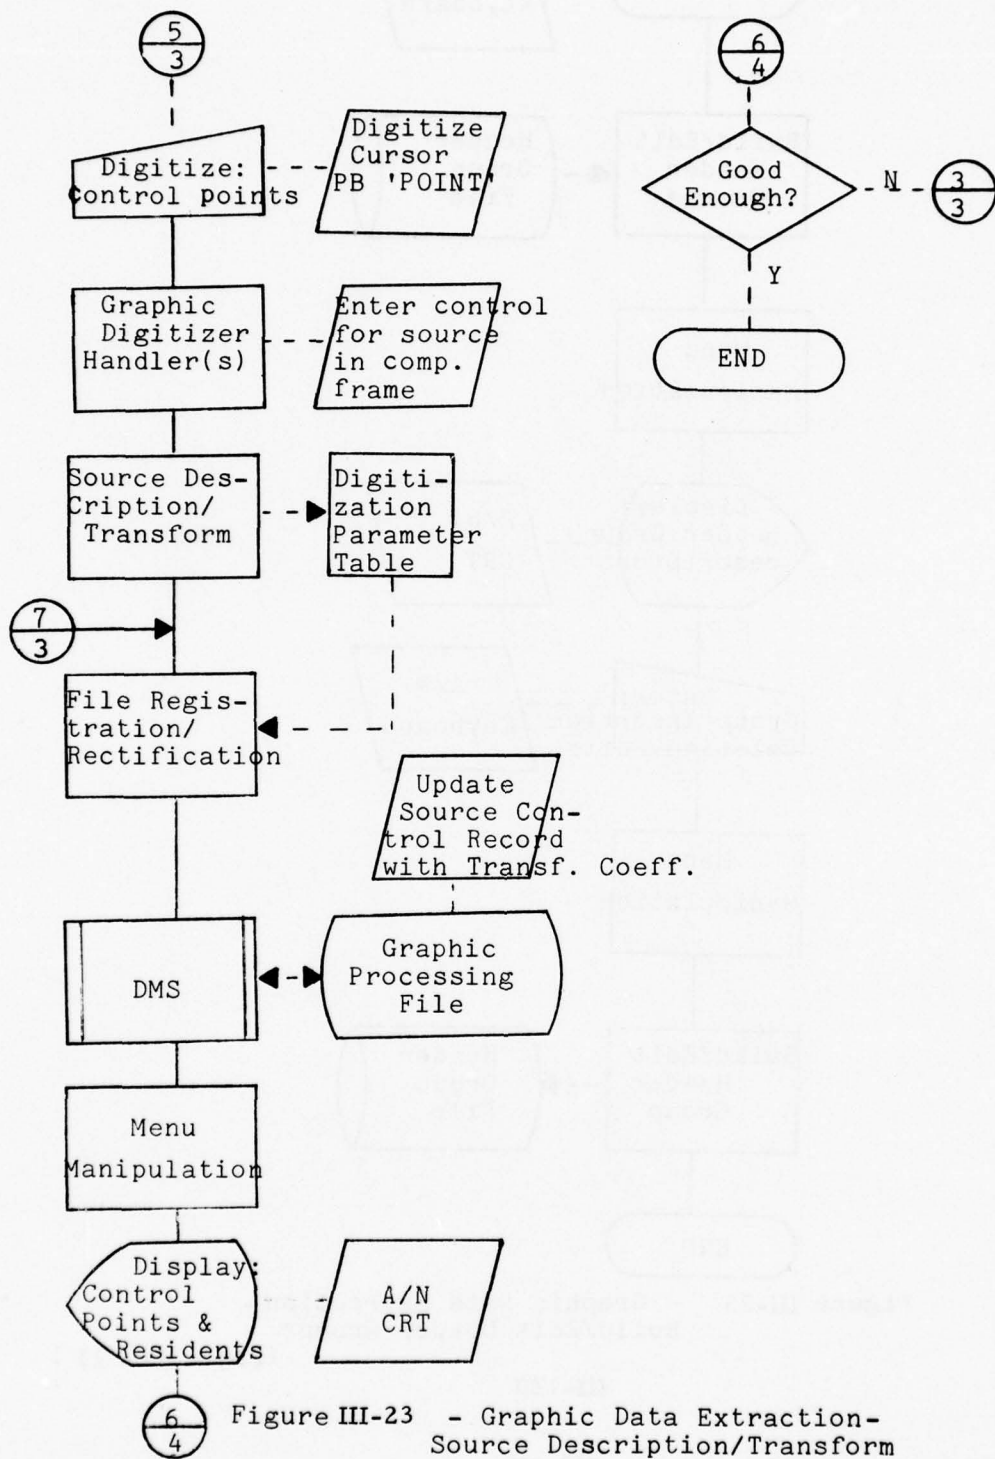 5
3
Digitize:
Control points
Digitize
Cursor
PB 'POINT'
Graphic
Digitizer
Handler(s)
Enter control
for source
in comp.
frame
Source Des-
Cription/
Transform
Digiti-
zation
Parameter
Table
7
3
File Regis-
tration/
Rectification
Update
Source Con-
trol Record
with Transf. Coeff.
DMS
Graphic
Processing
File
Menu
Manipulation
Display:
Control
Points &
Residents
A/N
CRT
6
4
6
4
Good
Enough?
N
3
3
Y
END
Figure III-23 - Graphic Data Extraction-
Source Description/Transform